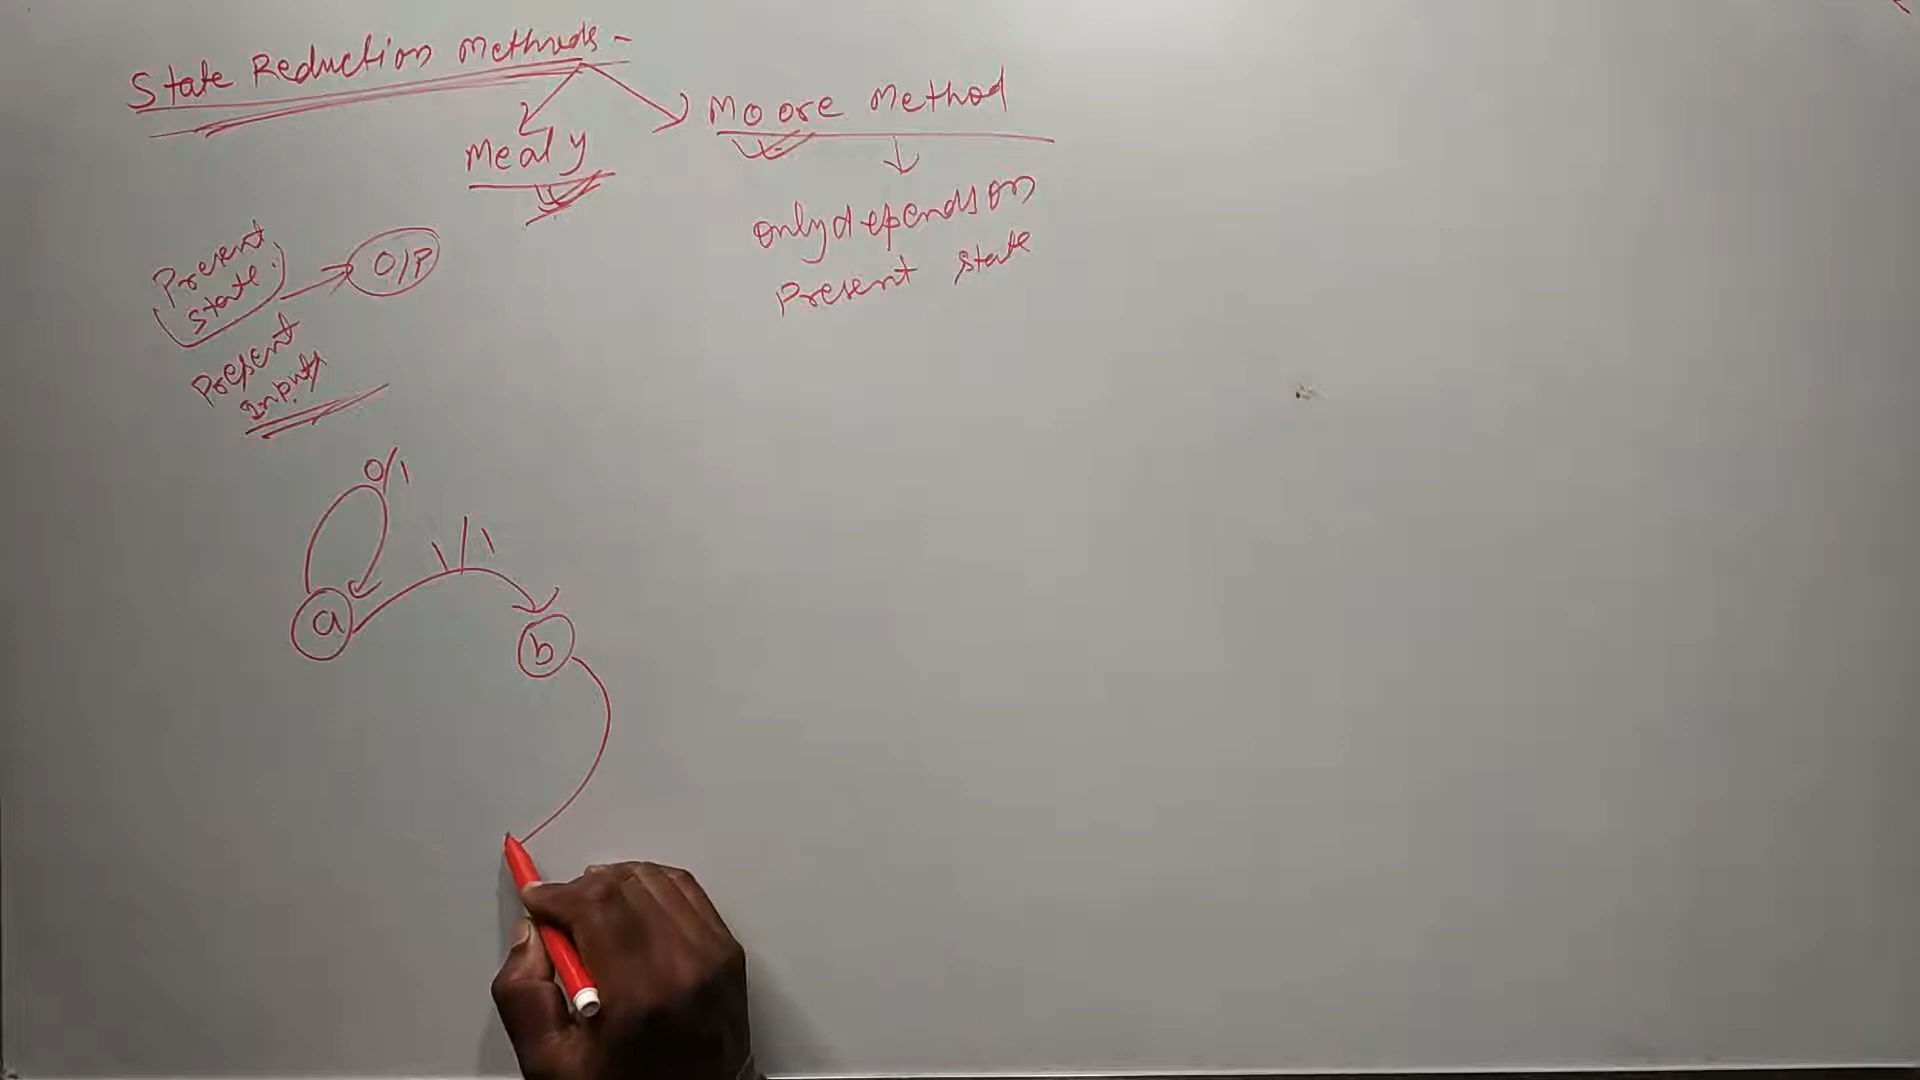 State Reduction Methods -
Mealy
Moore Method
only depends on
Present state
Present
state.
O/P
Present
Inputs
0/1
1/1
a
b